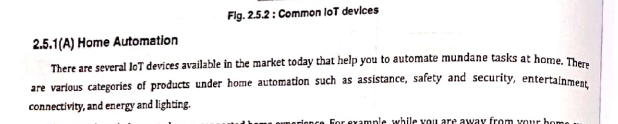 Fig. 2.5.2 : Common IoT devices
2.5.1(A) Home Automation
There are several IoT devices available in the market today that help you to automate mundane tasks at home. There
are various categories of products under home automation such as assistance, safety and security, entertainment,
connectivity, and energy and lighting.
home experience. For example, while you are away from your home